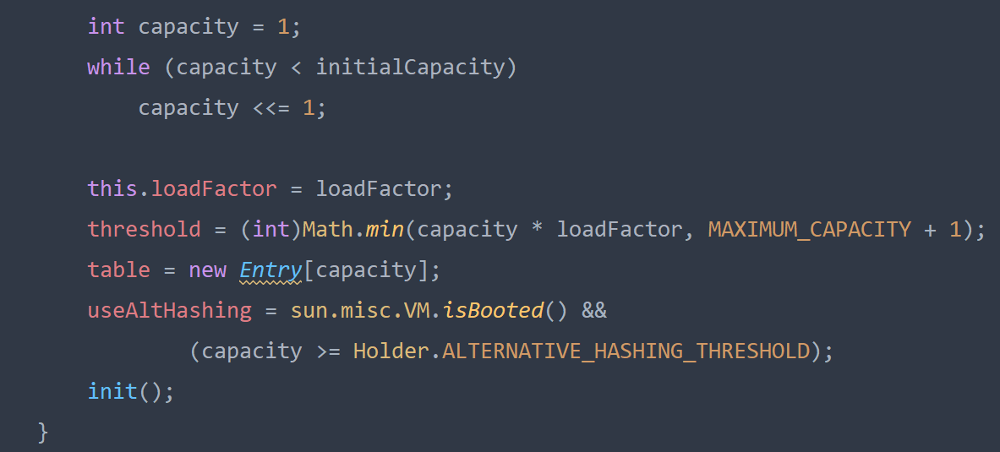 int capacity = 1;
while (capacity < initialCapacity)
capacity <<= 1;
this.loadFactor = loadFactor;
threshold = (int)Math.min(capacity * loadFactor, MAXIMUM_CAPACITY + 1);
table = new Entry[capacity];
useAltHashing = sun.misc.VM.isBooted() &&
(capacity >= Holder.ALTERNATIVE_HASHING_THRESHOLD);
init();
}